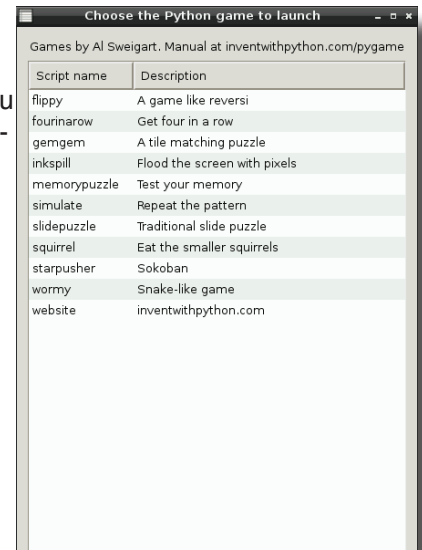 Choose the Python game to launch
Games by Al Sweigart. Manual at inventwithpython.com/pygame
Script name Description
u
flippy A game like reversi
fourinarow Get four in a row
-
gemgem A tile matching puzzle
inkspill Flood the screen with pixels
memorypuzzle Test your memory
simulate Repeat the pattern
slidepuzzle Traditional slide puzzle
squirrel Eat the smaller squirrels
starpusher Sokoban
wormy Snake-like game
website inventwithpython.com